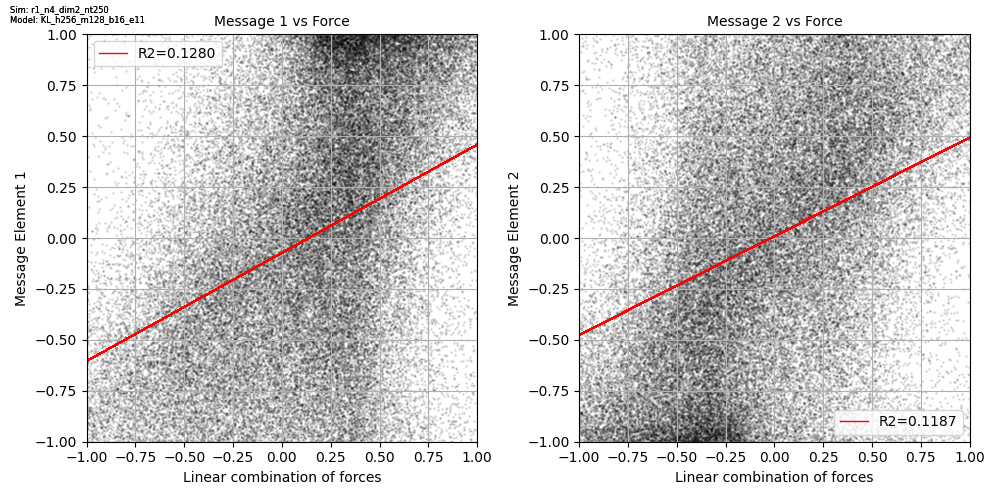 Sim: r1_n4_dim2_nt250
Model: KL_h256_m128_b16_e11
Message 1 vs Force
R2=0.1280
1.00
0.75
0.50
0.25
0.00
−0.25
−0.50
−0.75
−1.00
Message Element 1
−1.00 −0.75 −0.50 −0.25 0.00 0.25 0.50 0.75 1.00
Linear combination of forces
Message 2 vs Force
1.00
0.75
0.50
0.25
0.00
−0.25
−0.50
−0.75
−1.00
Message Element 2
R2=0.1187
−1.00 −0.75 −0.50 −0.25 0.00 0.25 0.50 0.75 1.00
Linear combination of forces